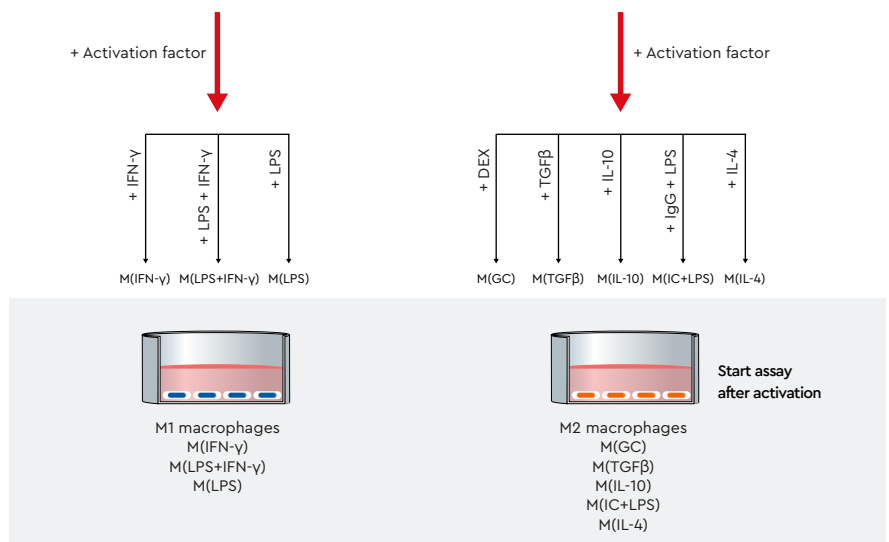 + Activation factor
+ Activation factor
+ IFN-γ
+ LPS + IFN-γ
+ LPS
+ DEX
+ TGFβ
+ IL-10
+ IgG + LPS
+ IL-4
M(IFN-γ) M(LPS+IFN-γ) M(LPS)
M(GC) M(TGFβ) M(IL-10) M(IC+LPS) M(IL-4)
Start assay
after activation
M1 macrophages
M(IFN-γ)
M(LPS+IFN-γ)
M(LPS)
M2 macrophages
M(GC)
M(TGFβ)
M(IL-10)
M(IC+LPS)
M(IL-4)